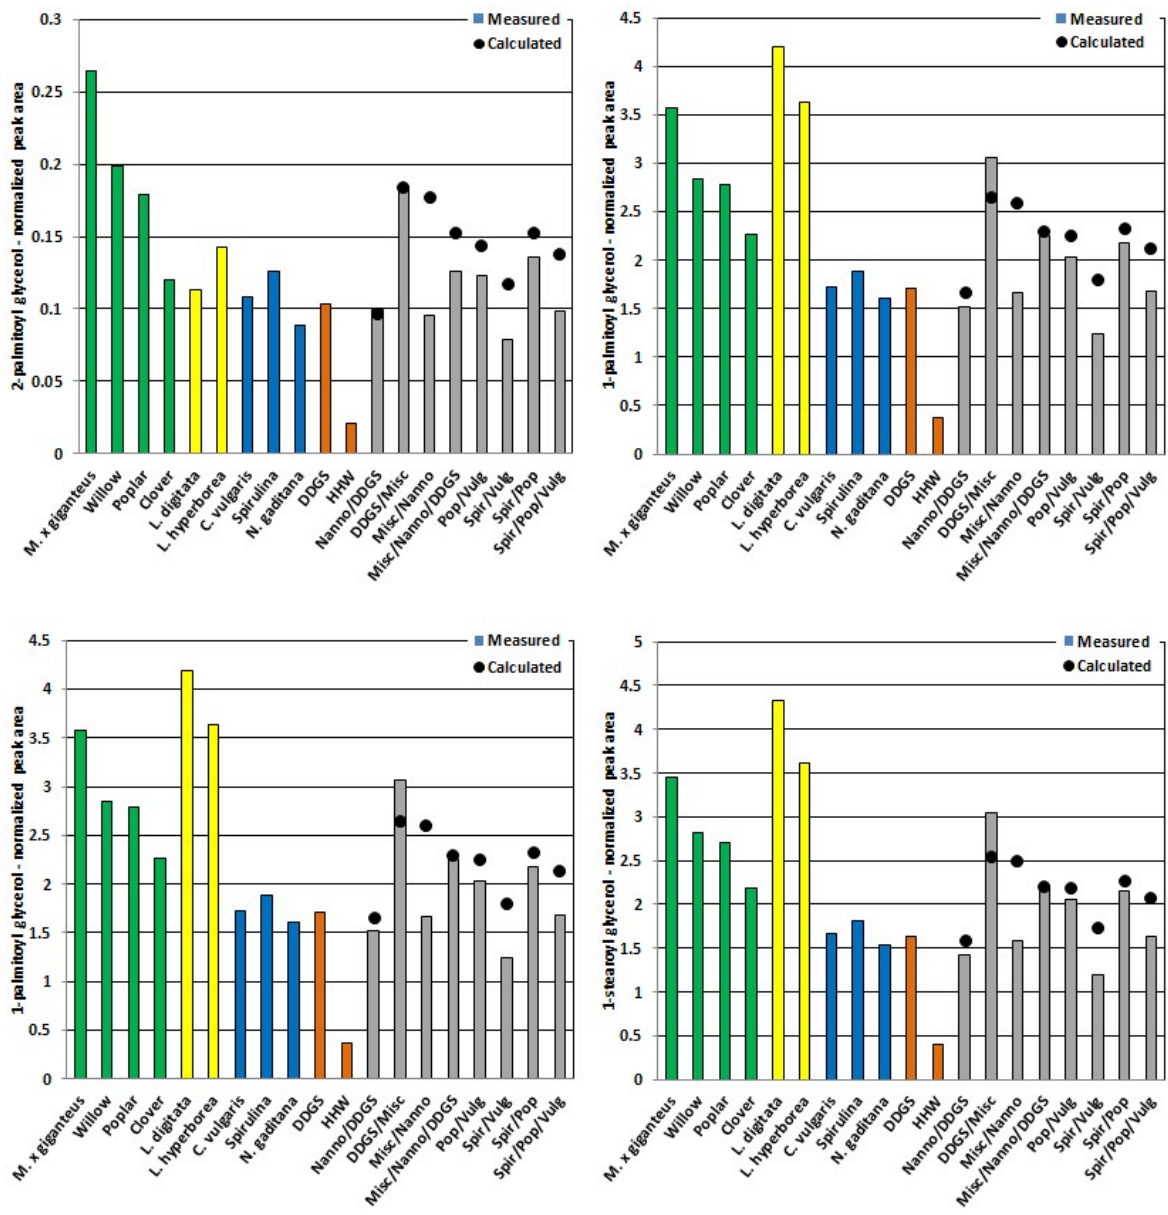 0.3
0.25
0.2
0.15
0.1
0.05
0
2-palmitoyl glycerol - normalized peak area
Measured
Calculated
M. x giganteus
Willow
Poplar
Clover
L. digitata
L. hyperborea
C. vulgaris
Spirulina
N. gaditana
DDGS
HHW
Nanno/DDGS
DDGS/Misc
Misc/Nanno
Misc/Nanno/DDGS
Pop/Vulg
Spir/Vulg
Spir/Pop
Spir/Pop/Vulg
4.5
4
3.5
3
2.5
2
1.5
1
0.5
0
1-palmitoyl glycerol - normalized peak area
Measured
Calculated
M. x giganteus
Willow
Poplar
Clover
L. digitata
L. hyperborea
C. vulgaris
Spirulina
N. gaditana
DDGS
HHW
Nanno/DDGS
DDGS/Misc
Misc/Nanno
Misc/Nanno/DDGS
Pop/Vulg
Spir/Vulg
Spir/Pop
Spir/Pop/Vulg
4.5
4
3.5
3
2.5
2
1.5
1
0.5
0
1-palmitoyl glycerol - normalized peak area
Measured
Calculated
M. x giganteus
Willow
Poplar
Clover
L. digitata
L. hyperborea
C. vulgaris
Spirulina
N. gaditana
DDGS
HHW
Nanno/DDGS
DDGS/Misc
Misc/Nanno
Misc/Nanno/DDGS
Pop/Vulg
Spir/Vulg
Spir/Pop
Spir/Pop/Vulg
5
4.5
4
3.5
3
2.5
2
1.5
1
0.5
0
1-stearoyl glycerol - normalized peak area
Measured
Calculated
M. x giganteus
Willow
Poplar
Clover
L. digitata
L. hyperborea
C. vulgaris
Spirulina
N. gaditana
DDGS
HHW
Nanno/DDGS
DDGS/Misc
Misc/Nanno
Misc/Nanno/DDGS
Pop/Vulg
Spir/Vulg
Spir/Pop
Spir/Pop/Vulg